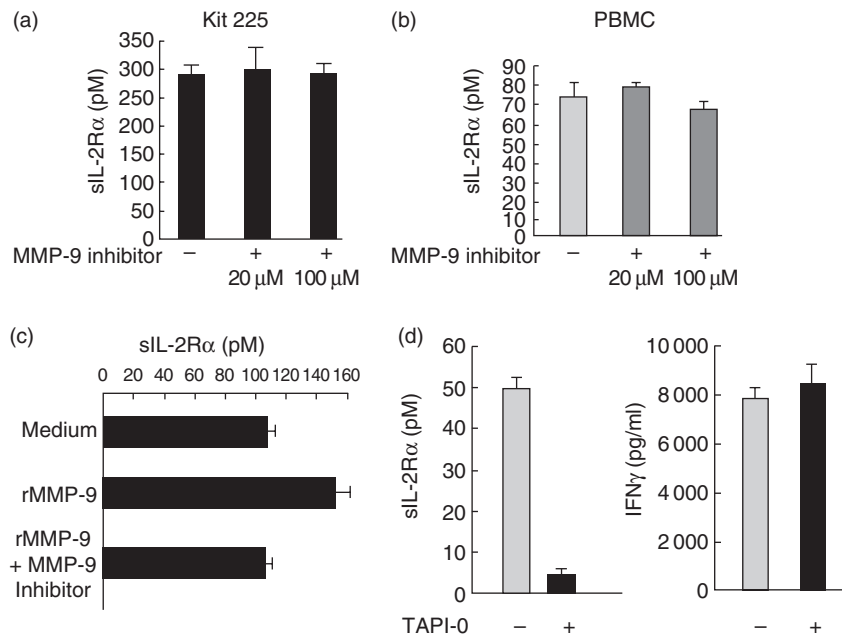 (a) Kit 225
sIL-2Rα (pM)
350
300
250
200
150
100
50
0
MMP-9 inhibitor – + +
20 µM 100 µM
(b) PBMC
sIL-2Rα (pM)
90
80
70
60
50
40
30
20
10
0
MMP-9 inhibitor – + +
20 µM 100 µM
(c) sIL-2Rα (pM)
0 20 40 60 80 100 120 140 160
Medium
rMMP-9
rMMP-9
+ MMP-9
Inhibitor
(d)
sIL-2Rα (pM)
60
50
40
30
20
10
0
TAPI-0 – +
IFNγ (pg/ml)
10 000
8 000
6 000
4 000
2 000
0
– +